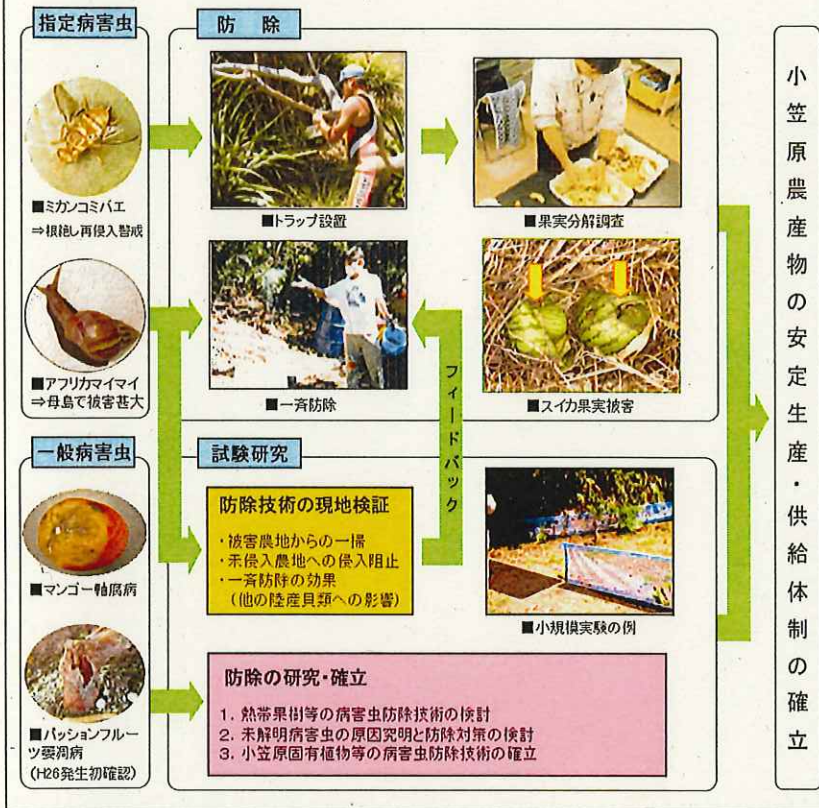 指定病害虫
■ミカンコミバエ
⇒根絶し再侵入警戒
■アフリカマイマイ
⇒母島で被害甚大
防 除
■トラップ設置
■果実分解調査
■一斉防除
■スイカ果実被害
フィードバック
一般病害虫
■マンゴー軸腐病
■パッションフルー
ツ萎凋病
(H26発生初確認)
試験研究
防除技術の現地検証
・被害農地からの一掃
・未侵入農地への侵入阻止
・一斉防除の効果
(他の陸産貝類への影響)
■小規模実験の例
防除の研究・確立
1. 熱帯果樹等の病害虫防除技術の検討
2. 未解明病害虫の原因究明と防除対策の検討
3. 小笠原固有植物等の病害虫防除技術の確立
小笠原農産物の安定生産・供給体制の確立